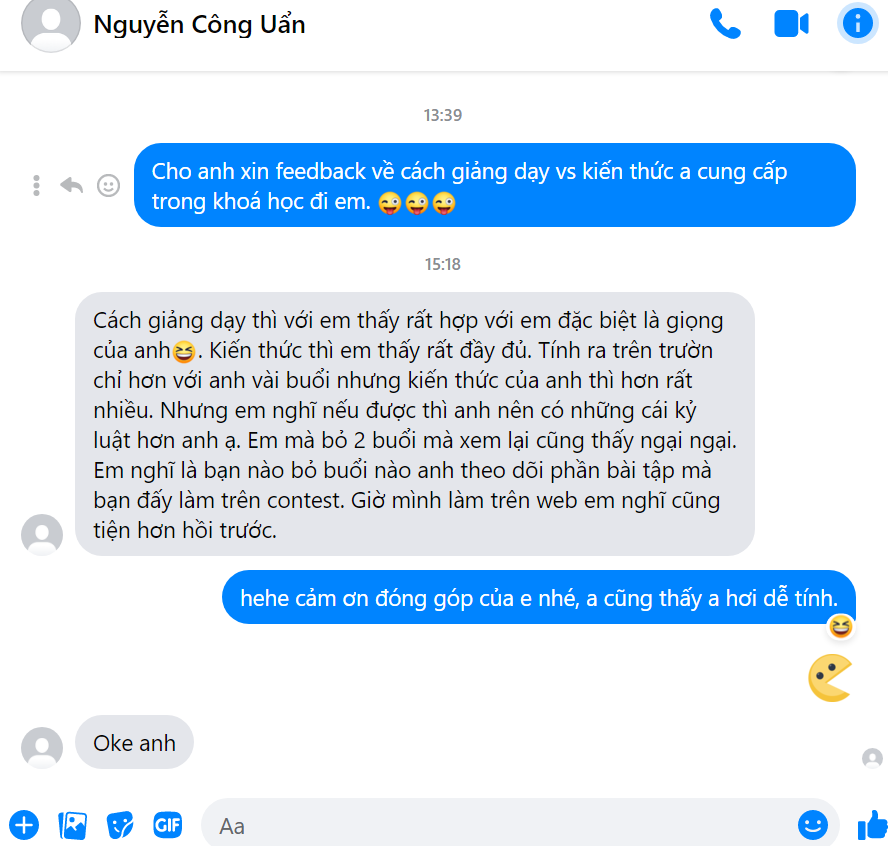 Nguyễn Công Uẩn
13:39
Cho anh xin feedback về cách giảng dạy vs kiến thức a cung cấp
trong khoá học đi em. 😜😜😜
15:18
Cách giảng dạy thì với em thấy rất hợp với em đặc biệt là giọng
của anh😆. Kiến thức thì em thấy rất đầy đủ. Tính ra trên trườn
chỉ hơn với anh vài buổi nhưng kiến thức của anh thì hơn rất
nhiều. Nhưng em nghĩ nếu được thì anh nên có những cái kỷ
luật hơn anh ạ. Em mà bỏ 2 buổi mà xem lại cũng thấy ngại ngại.
Em nghĩ là bạn nào bỏ buổi nào anh theo dõi phần bài tập mà
bạn đấy làm trên contest. Giờ mình làm trên web em nghĩ cũng
tiện hơn hồi trước.
hehe cảm ơn đóng góp của e nhé, a cũng thấy a hơi dễ tính.
Oke anh
GIF
Aa